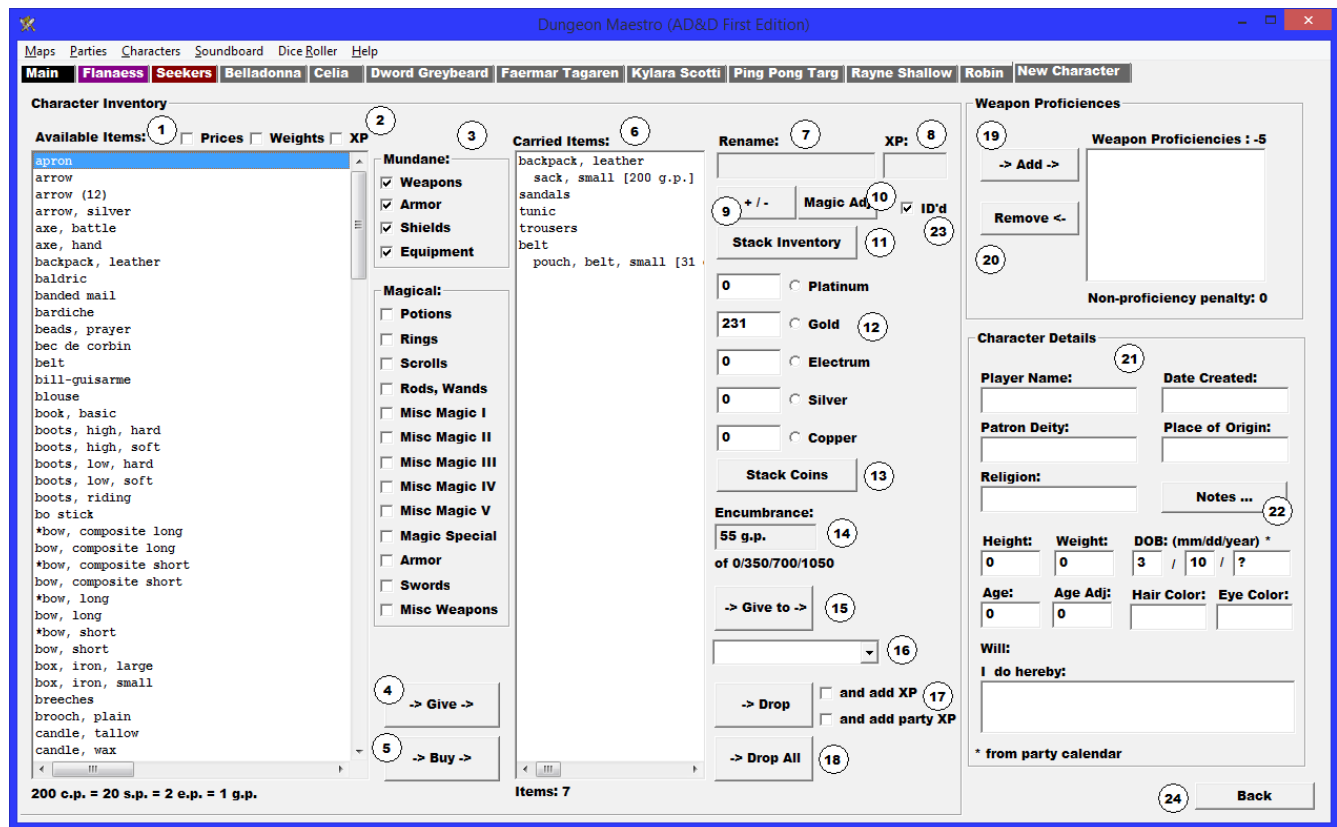 Dungeon Maestro (AD&D First Edition)
Maps Parties Characters Soundboard Dice Roller Help
Main Flanaess Seekers Belladonna Celia Dword Greybeard Faermar Tagaren Kylara Scotti Ping Pong Targ Rayne Shallow Robin New Character
Character Inventory
Available Items: 1 Prices Weights XP 2
apron
arrow
arrow (12)
arrow, silver
axe, battle
axe, hand
backpack, leather
baldric
banded mail
bardiche
beads, prayer
bec de corbin
belt
bill-guisarme
blouse
book, basic
boots, high, hard
boots, high, soft
boots, low, hard
boots, low, soft
boots, riding
bo stick
*bow, composite long
bow, composite long
*bow, composite short
bow, composite short
*bow, long
bow, long
*bow, short
bow, short
box, iron, large
box, iron, small
breeches
brooch, plain
candle, tallow
candle, wax
200 c.p. = 20 s.p. = 2 e.p. = 1 g.p.
3
Mundane:
Weapons
Armor
Shields
Equipment
Magical:
Potions
Rings
Scrolls
Rods, Wands
Misc Magic I
Misc Magic II
Misc Magic III
Misc Magic IV
Misc Magic V
Magic Special
Armor
Swords
Misc Weapons
4 -> Give ->
5 -> Buy ->
Carried Items: 6
backpack, leather
sack, small [200 g.p.]
sandals
tunic
trousers
belt
pouch, belt, small [31
Items: 7
Rename: 7 XP: 8
9 + / - Magic Adj 10 ID'd
23
Stack Inventory 11
0 Platinum
231 Gold 12
0 Electrum
0 Silver
0 Copper
Stack Coins 13
Encumbrance:
55 g.p. 14
of 0/350/700/1050
-> Give to -> 15
16
-> Drop and add XP 17
and add party XP
-> Drop All 18
Weapon Proficiences
19 Weapon Proficiencies : -5
-> Add ->
Remove <-
20
Non-proficiency penalty: 0
Character Details
21
Player Name: Date Created:
Patron Deity: Place of Origin:
Religion:
Notes ...
22
Height: Weight: DOB: (mm/dd/year) *
0 0 3 / 10 / ?
Age: Age Adj: Hair Color: Eye Color:
0 0
Will:
I do hereby:
* from party calendar
24 Back